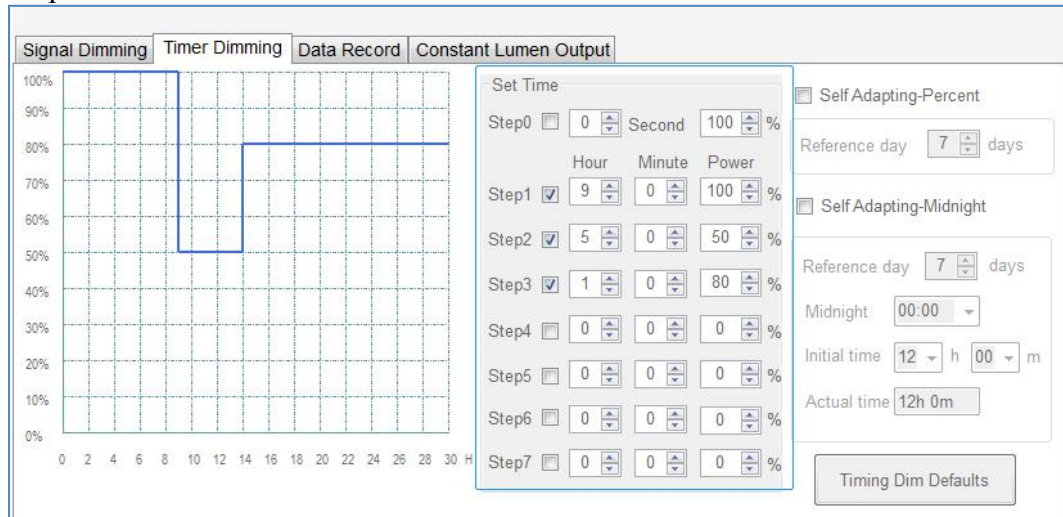 Signal Dimming Timer Dimming Data Record Constant Lumen Output
100%
90%
80%
70%
60%
50%
40%
30%
20%
10%
0%
0 2 4 6 8 10 12 14 16 18 20 22 24 26 28 30 H
Set Time
Step0 0 Second 100 %
Hour Minute Power
Step1 9 0 100 %
Step2 5 0 50 %
Step3 1 0 80 %
Step4 0 0 0 %
Step5 0 0 0 %
Step6 0 0 0 %
Step7 0 0 0 %
Self Adapting-Percent
Reference day 7 days
Self Adapting-Midnight
Reference day 7 days
Midnight 00:00
Initial time 12 h 00 m
Actual time 12h 0m
Timing Dim Defaults